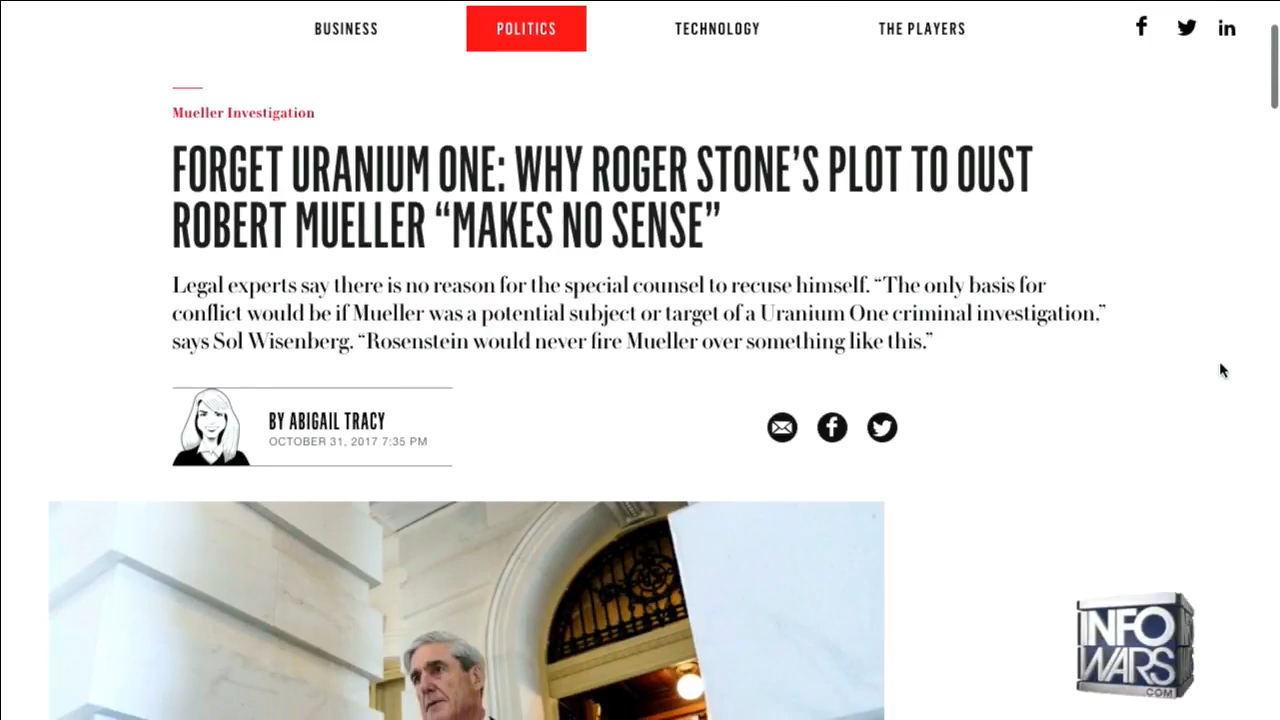 BUSINESS
POLITICS
TECHNOLOGY
THE PLAYERS
f
in
Mueller Investigation
FORGET URANIUM ONE: WHY ROGER STONE’S PLOT TO OUST
ROBERT MUELLER “MAKES NO SENSE”
Legal experts say there is no reason for the special counsel to recuse himself. “The only basis for
conflict would be if Mueller was a potential subject or target of a Uranium One criminal investigation,”
says Sol Wisenberg. “Rosenstein would never fire Mueller over something like this.”
BY ABIGAIL TRACY
OCTOBER 31, 2017 7:35 PM
f
INFO
WARS
.COM